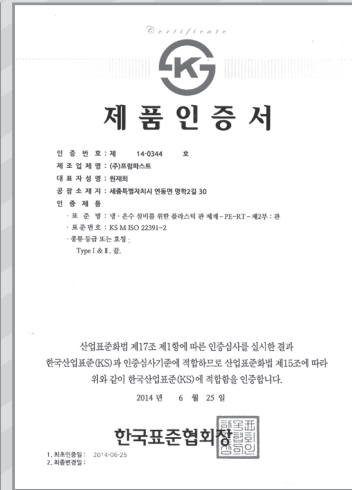 Certificate
KS
제품인증서
인 증 번 호 : 제 14-0344 호
제 조 업 체 명 : (주)프럼파스트
대 표 자 성 명 : 원재희
공 장 소 재 지 : 세종특별자치시 연동면 명학2길 30
인 증 제 품
· 표 준 명 : 냉 · 온수 설비를 위한 플라스틱 관 체계 - PE-RT - 제2부 : 관
· 표준번호 : KS M ISO 22391-2
· 종류·등급 또는 호칭 :
Type Ⅰ & Ⅱ. 끝.
산업표준화법 제17조 제1항에 따른 인증심사를 실시한 결과
한국산업표준(KS)과 인증심사기준에 적합하므로 산업표준화법 제15조에 따라
위와 같이 한국산업표준(KS)에 적합함을 인증합니다.
2014 년 6 월 25 일
한국표준협회장
1. 최초인증일 : 2014-06-25
2. 최종변경일 :